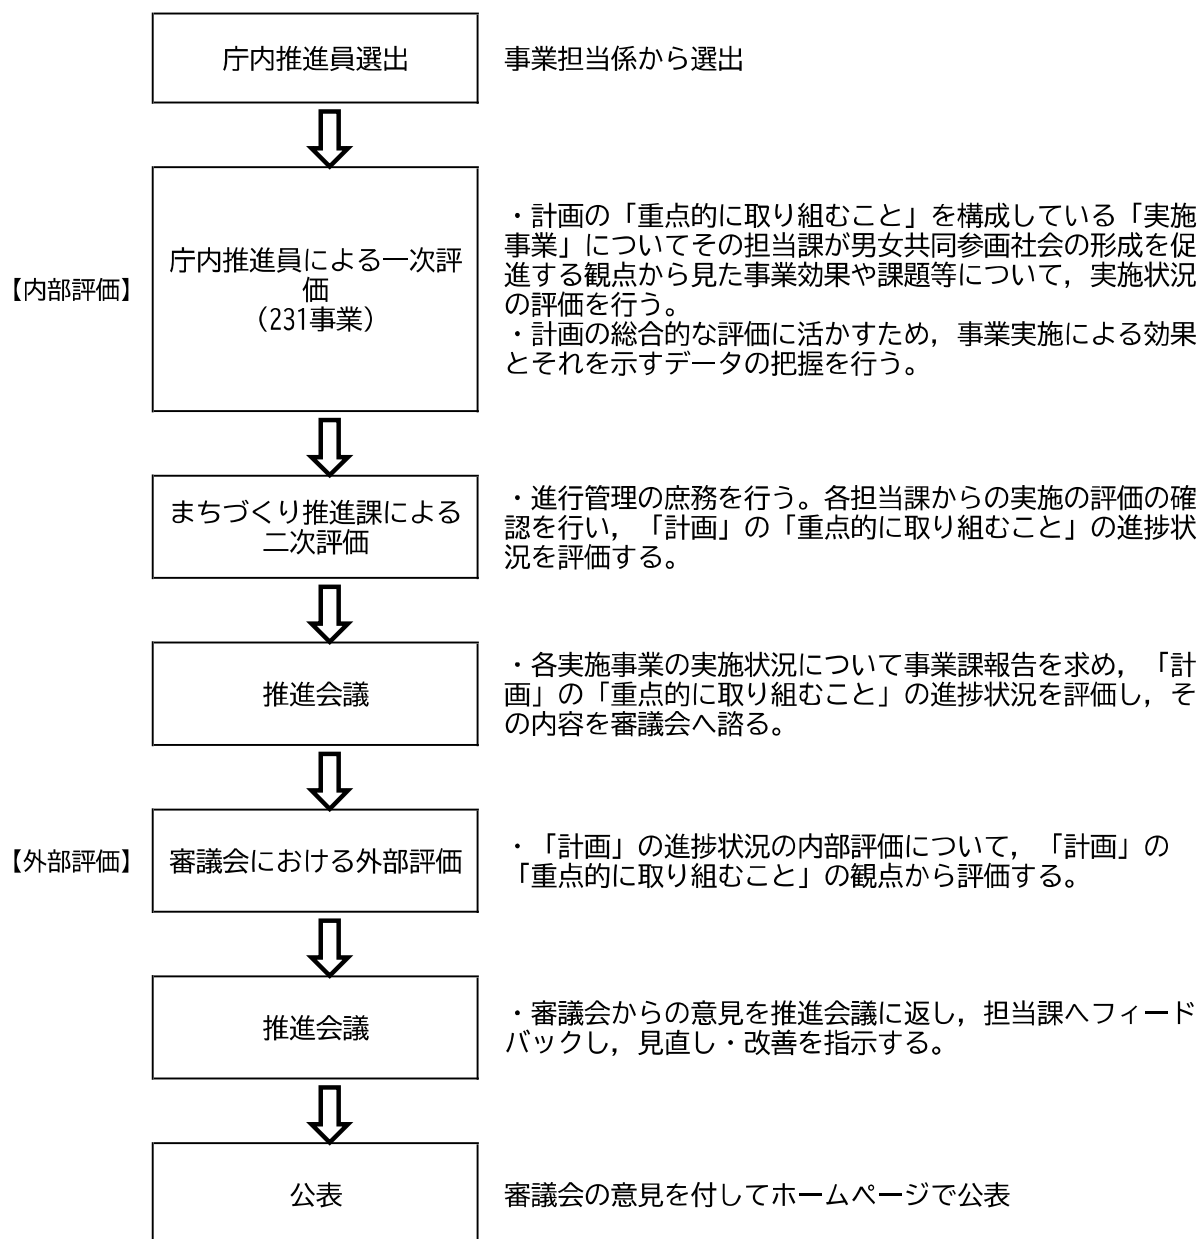 庁内推進員選出
事業担当係から選出
【内部評価】
庁内推進員による一次評
価
（231事業）
・計画の「重点的に取り組むこと」を構成している「実施
事業」についてその担当課が男女共同参画社会の形成を促
進する観点から見た事業効果や課題等について，実施状況
の評価を行う。
・計画の総合的な評価に活かすため，事業実施による効果
とそれを示すデータの把握を行う。
まちづくり推進課による
二次評価
・進行管理の庶務を行う。各担当課からの実施の評価の確
認を行い，「計画」の「重点的に取り組むこと」の進捗状
況を評価する。
推進会議
・各実施事業の実施状況について事業課報告を求め，「計
画」の「重点的に取り組むこと」の進捗状況を評価し，そ
の内容を審議会へ諮る。
【外部評価】
審議会における外部評価
・「計画」の進捗状況の内部評価について，「計画」の
「重点的に取り組むこと」の観点から評価する。
推進会議
・審議会からの意見を推進会議に返し，担当課へフィード
バックし，見直し・改善を指示する。
公表
審議会の意見を付してホームページで公表